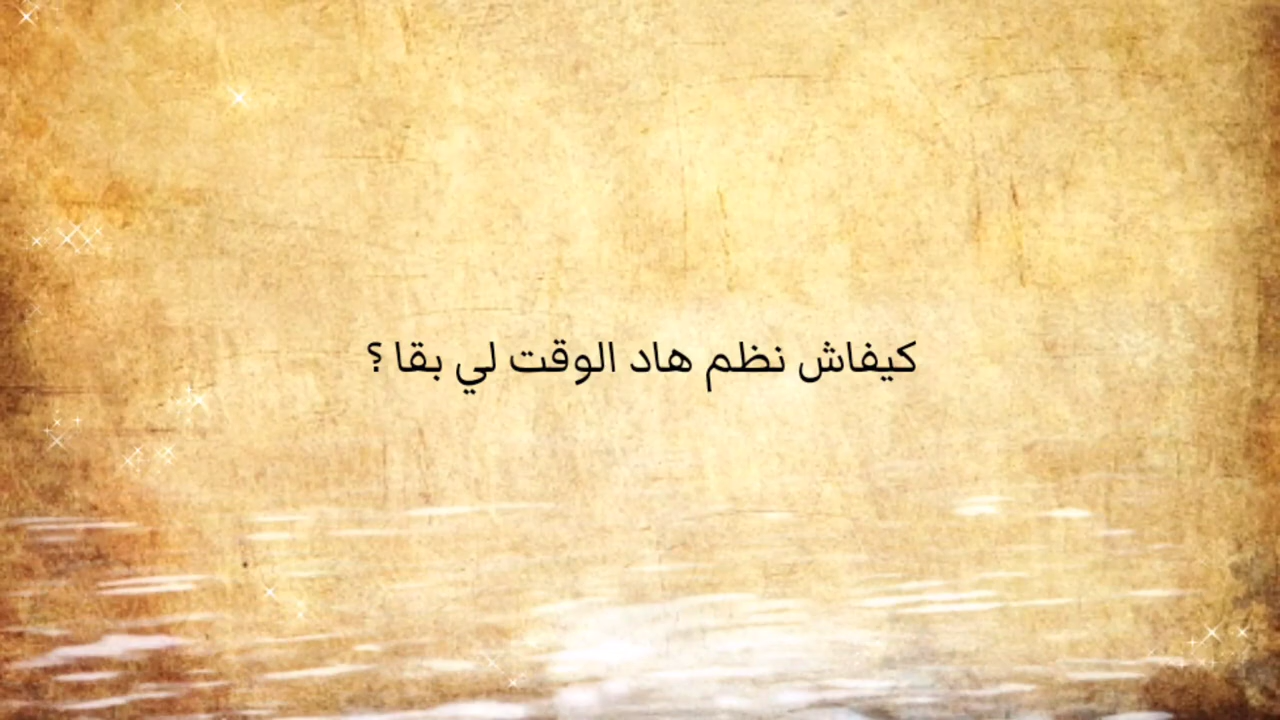 كيفاش نظم هاد الوقت لي بقا ؟